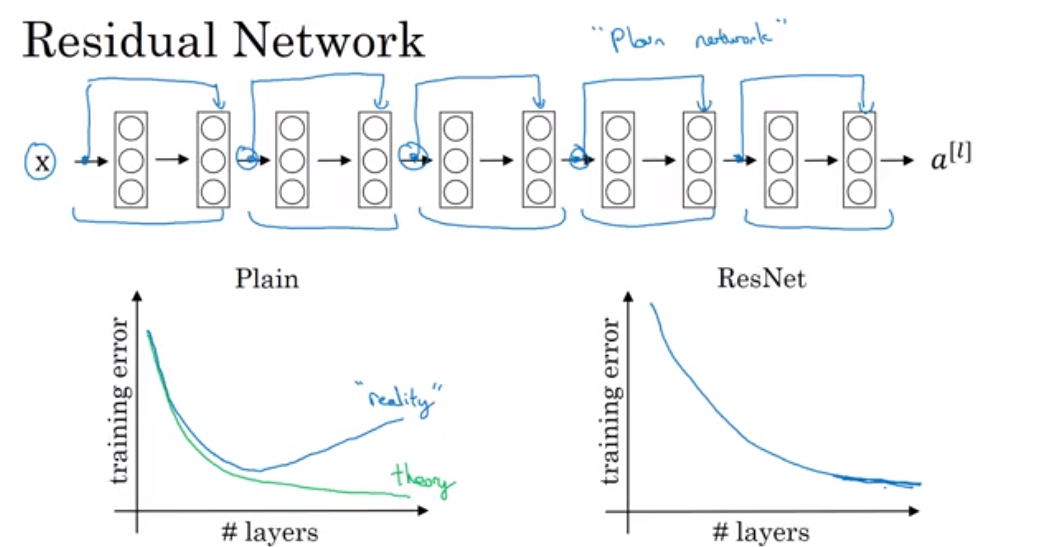 Residual Network
"Plain network"
x
a[l]
Plain
training error
"reality"
theory
# layers
ResNet
training error
# layers